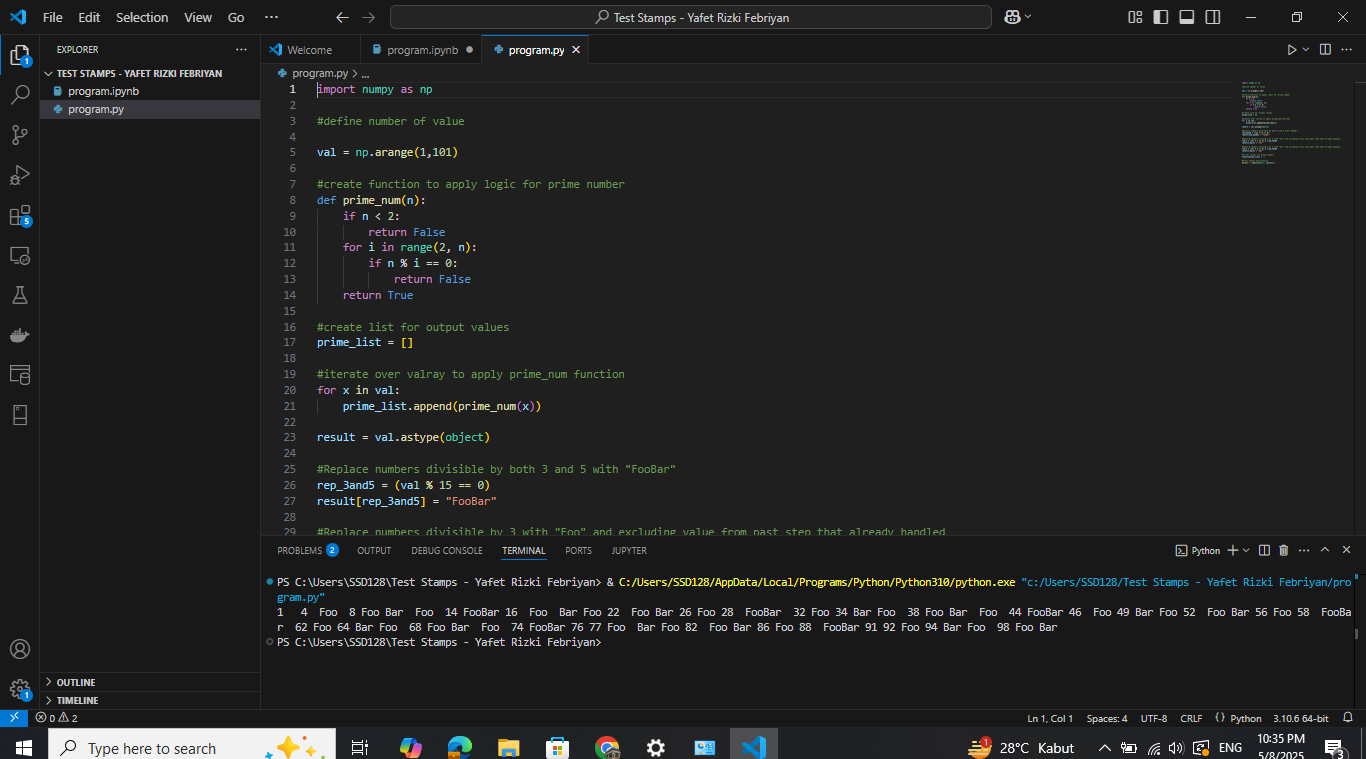 File Edit Selection View Go ··· Test Stamps - Yafet Rizki Febriyan
1 EXPLORER ··· Welcome program.ipynb program.py
TEST STAMPS - YAFET RIZKI FEBRIYAN
program.ipynb
program.py
5
1
OUTLINE
TIMELINE
program.py > ...
1 import numpy as np
2
3 #define number of value
4
5 val = np.arange(1,101)
6
7 #create function to apply logic for prime number
8 def prime_num(n):
9 if n < 2:
10 return False
11 for i in range(2, n):
12 if n % i == 0:
13 return False
14 return True
15
16 #create list for output values
17 prime_list = []
18
19 #iterate over valray to apply prime_num function
20 for x in val:
21 prime_list.append(prime_num(x))
22
23 result = val.astype(object)
24
25 #Replace numbers divisible by both 3 and 5 with "FooBar"
26 rep_3and5 = (val % 15 == 0)
27 result[rep_3and5] = "FooBar"
28
29 #Replace numbers divisible by 3 with "Foo" and excluding value from past step that already handled
PROBLEMS 2 OUTPUT DEBUG CONSOLE TERMINAL PORTS JUPYTER Python
PS C:\Users\SSD128\Test Stamps - Yafet Rizki Febriyan> & C:/Users/SSD128/AppData/Local/Programs/Python/Python310/python.exe "c:/Users/SSD128/Test Stamps - Yafet Rizki Febriyan/pro
gram.py"
1 4 Foo 8 Foo Bar Foo 14 FooBar 16 Foo Bar Foo 22 Foo Bar 26 Foo 28 FooBar 32 Foo 34 Bar Foo 38 Foo Bar Foo 44 FooBar 46 Foo 49 Bar Foo 52 Foo Bar 56 Foo 58 FooBa
r 62 Foo 64 Bar Foo 68 Foo Bar Foo 74 FooBar 76 77 Foo Bar Foo 82 Foo Bar 86 Foo 88 FooBar 91 92 Foo 94 Bar Foo 98 Foo Bar
PS C:\Users\SSD128\Test Stamps - Yafet Rizki Febriyan>
0 2 Ln 1, Col 1 Spaces: 4 UTF-8 CRLF {} Python 3.10.6 64-bit
Type here to search 1 28°C Kabut ENG 10:35 PM 3
5/8/2025